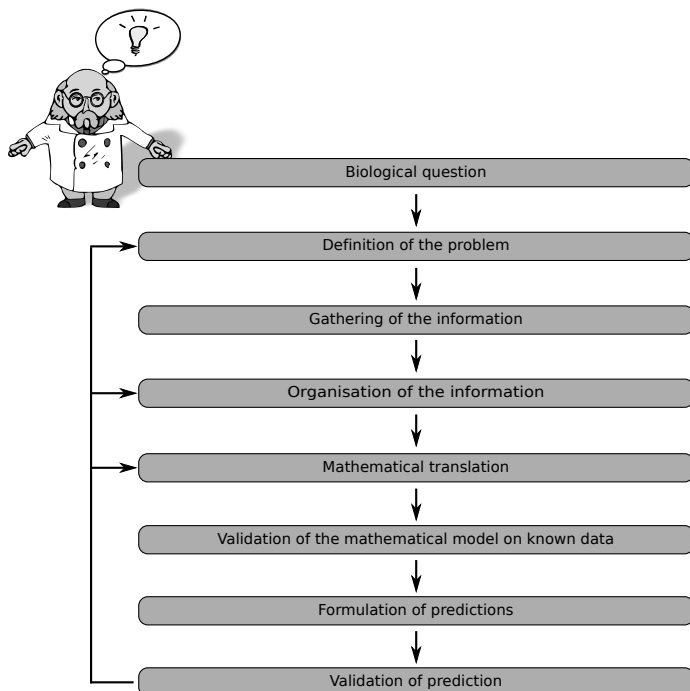 Biological question
Definition of the problem
Gathering of the information
Organisation of the information
Mathematical translation
Validation of the mathematical model on known data
Formulation of predictions
Validation of prediction